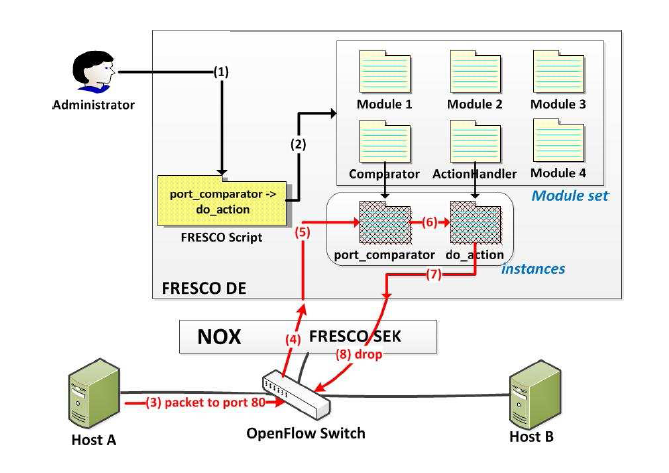 (1)
Administrator
Module 1
Module 2
Module 3
(2)
Comparator
ActionHandler
Module 4
port_comparator ->
do_action
Module set
FRESCO Script
(5)
(6)
port_comparator
do_action
(7)
instances
FRESCO DE
NOX
FRESCO SEK
(4)
(8) drop
(3) packet to port 80
Host A
OpenFlow Switch
Host B